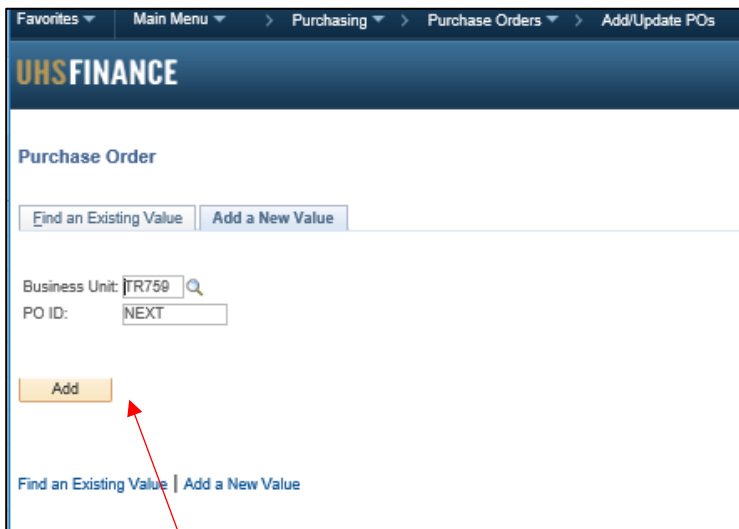 Favorites Main Menu > Purchasing > Purchase Orders > Add/Update POs
UHSFINANCE
Purchase Order
Find an Existing Value Add a New Value
Business Unit: TR759
PO ID: NEXT
Add
Find an Existing Value | Add a New Value